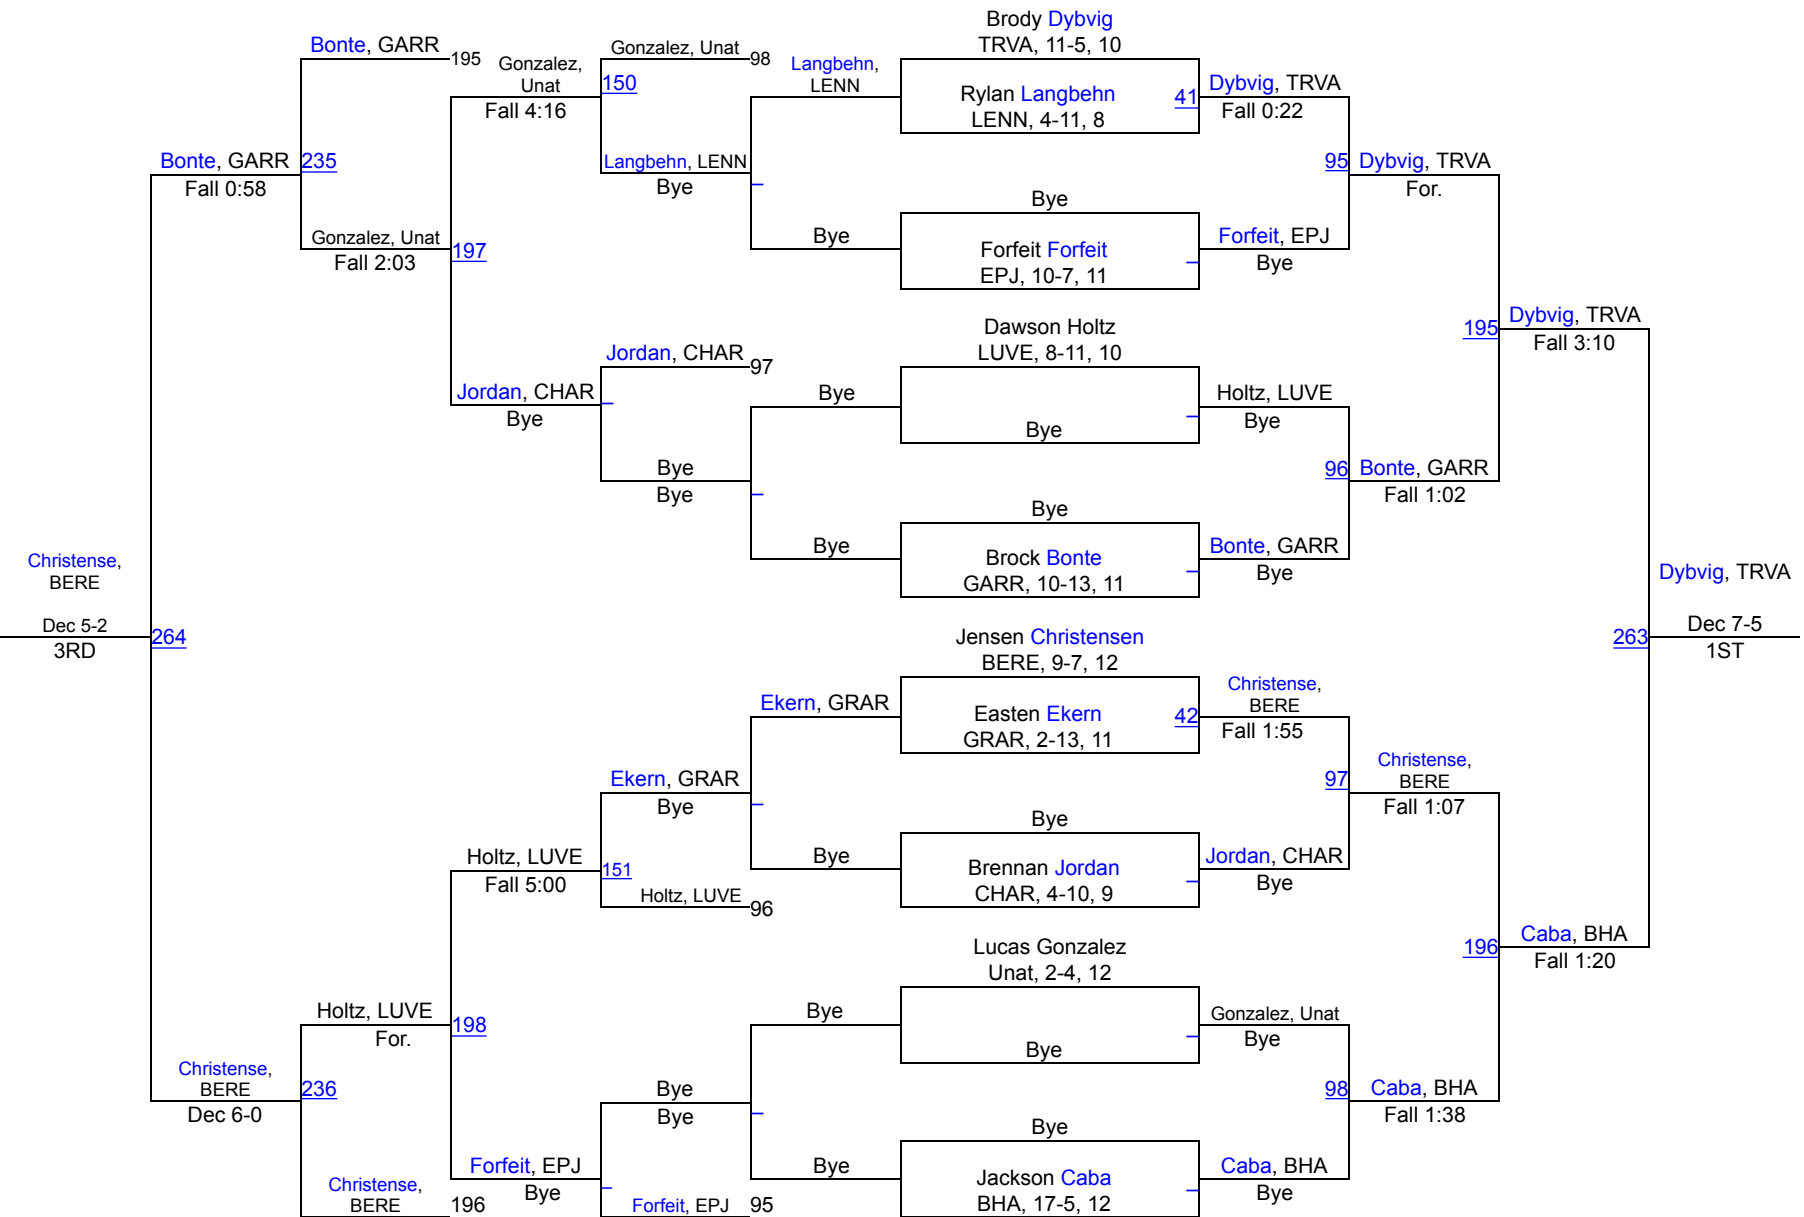 Brody Dybvig
TRVA, 11-5, 10
Bonte, GARR
195
Gonzalez, Unat
98
Gonzalez,
Unat
Fall 4:16
150
Langbehn,
LENN
Rylan Langbehn
LENN, 4-11, 8
41
Dybvig, TRVA
Fall 0:22
Bonte, GARR
Fall 0:58
235
Langbehn, LENN
Bye
95
Dybvig, TRVA
For.
Bye
Gonzalez, Unat
Fall 2:03
197
Bye
Forfeit Forfeit
EPJ, 10-7, 11
Forfeit, EPJ
Bye
Dawson Holtz
LUVE, 8-11, 10
195
Dybvig, TRVA
Fall 3:10
Jordan, CHAR
97
Jordan, CHAR
Bye
Bye
Bye
Holtz, LUVE
Bye
Bye
Bye
96
Bonte, GARR
Fall 1:02
Bye
Bye
Brock Bonte
GARR, 10-13, 11
Bonte, GARR
Bye
Christense,
BERE
Dec 5-2
3RD
264
Dybvig, TRVA
263
Dec 7-5
1ST
Jensen Christensen
BERE, 9-7, 12
Ekern, GRAR
Easten Ekern
GRAR, 2-13, 11
42
Christense,
BERE
Fall 1:55
Ekern, GRAR
Bye
97
Christense,
BERE
Fall 1:07
Bye
Holtz, LUVE
Fall 5:00
151
Holtz, LUVE
96
Bye
Brennan Jordan
CHAR, 4-10, 9
Jordan, CHAR
Bye
Lucas Gonzalez
Unat, 2-4, 12
196
Caba, BHA
Fall 1:20
Holtz, LUVE
For.
198
Bye
Bye
Gonzalez, Unat
Bye
Christense,
BERE
Dec 6-0
236
Bye
Bye
98
Caba, BHA
Fall 1:38
Bye
Forfeit, EPJ
Bye
Bye
Jackson Caba
BHA, 17-5, 12
Caba, BHA
Bye
Christense,
BERE
196
Forfeit, EPJ
95